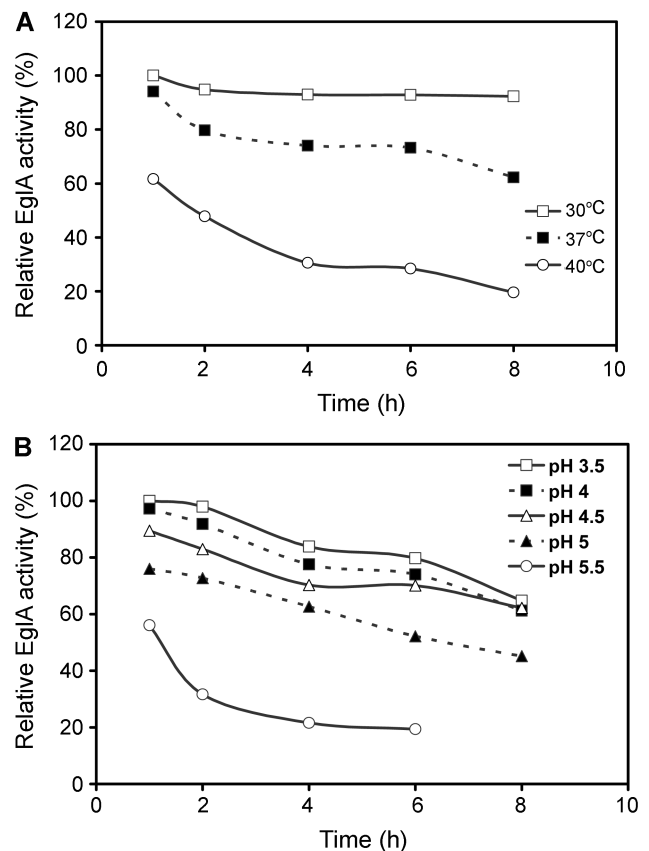 A
Relative EglA activity (%)
120
100
80
60
40
20
0
30°C
37°C
40°C
0 2 4 6 8 10
Time (h)
B
Relative EglA activity (%)
120
100
80
60
40
20
0
pH 3.5
pH 4
pH 4.5
pH 5
pH 5.5
0 2 4 6 8 10
Time (h)